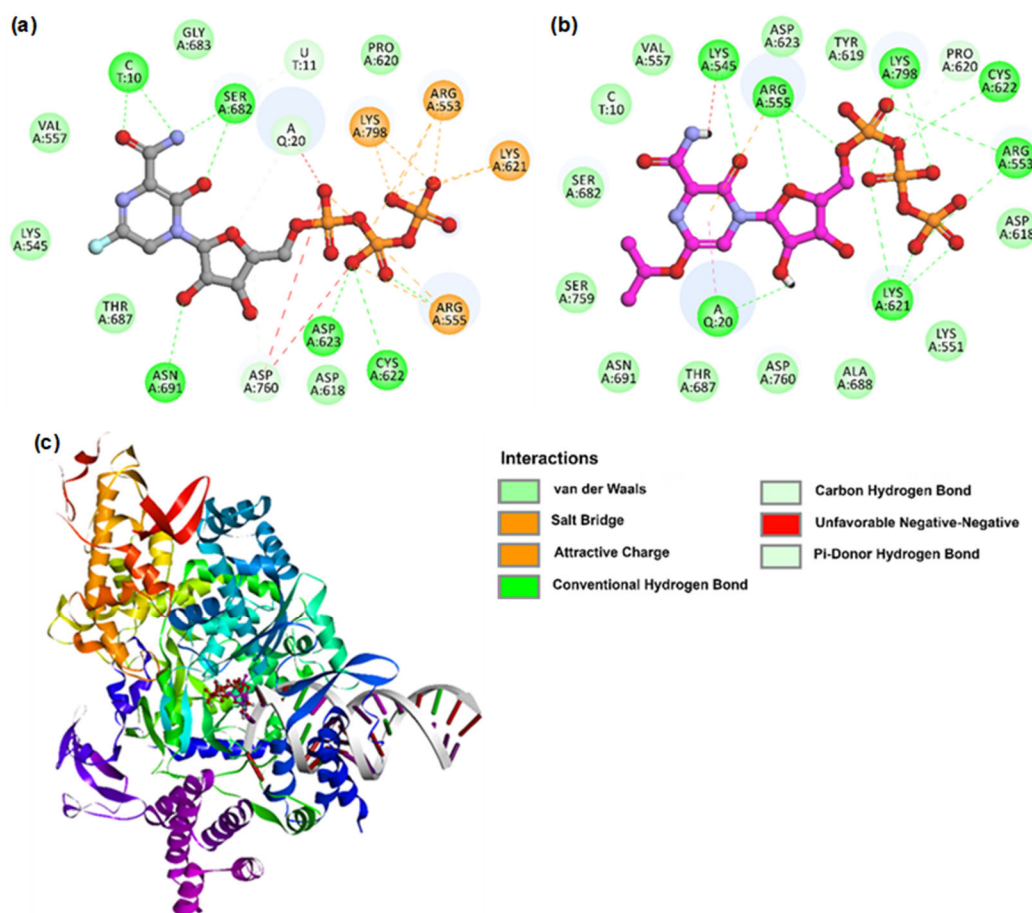 (a)
GLY
A:683
U
T:11
PRO
A:620
C
T:10
SER
A:682
ARG
A:553
LYS
A:798
A
Q:20
VAL
A:557
LYS
A:621
LYS
A:545
THR
A:687
ARG
A:555
ASP
A:623
CYS
A:622
ASN
A:691
ASP
A:760
ASP
A:618
(b)
ASP
A:623
TYR
A:619
VAL
A:557
LYS
A:545
LYS
A:798
PRO
A:620
CYS
A:622
ARG
A:555
C
T:10
ARG
A:553
SER
A:682
ASP
A:618
SER
A:759
LYS
A:621
A
Q:20
LYS
A:551
ASN
A:691
THR
A:687
ASP
A:760
ALA
A:688
(c)
Interactions
van der Waals
Salt Bridge
Attractive Charge
Conventional Hydrogen Bond
Carbon Hydrogen Bond
Unfavorable Negative-Negative
Pi-Donor Hydrogen Bond